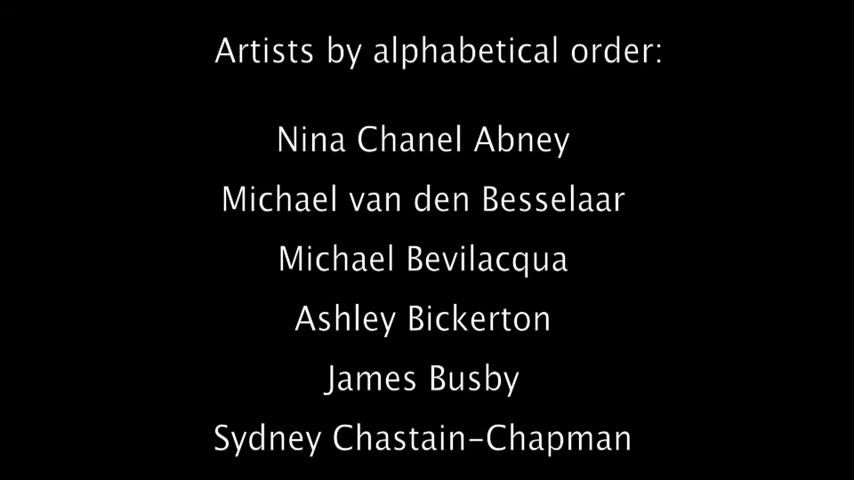 Artists by alphabetical order:
Nina Chanel Abney
Michael van den Besselaar
Michael Bevilacqua
Ashley Bickerton
James Busby
Sydney Chastain-Chapman